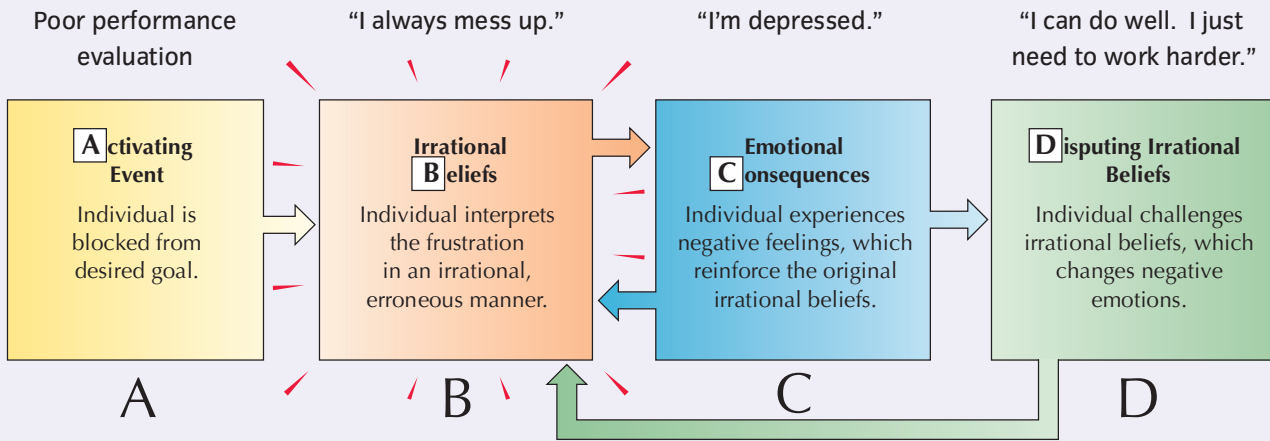 Poor performance
evaluation
“I always mess up.”
“I’m depressed.”
“I can do well. I just
need to work harder.”
Activating
Event
Individual is
blocked from
desired goal.
Irrational
Beliefs
Individual interprets
the frustration
in an irrational,
erroneous manner.
Emotional
Consequences
Individual experiences
negative feelings, which
reinforce the original
irrational beliefs.
Disputing Irrational
Beliefs
Individual challenges
irrational beliefs, which
changes negative
emotions.
A
B
C
D